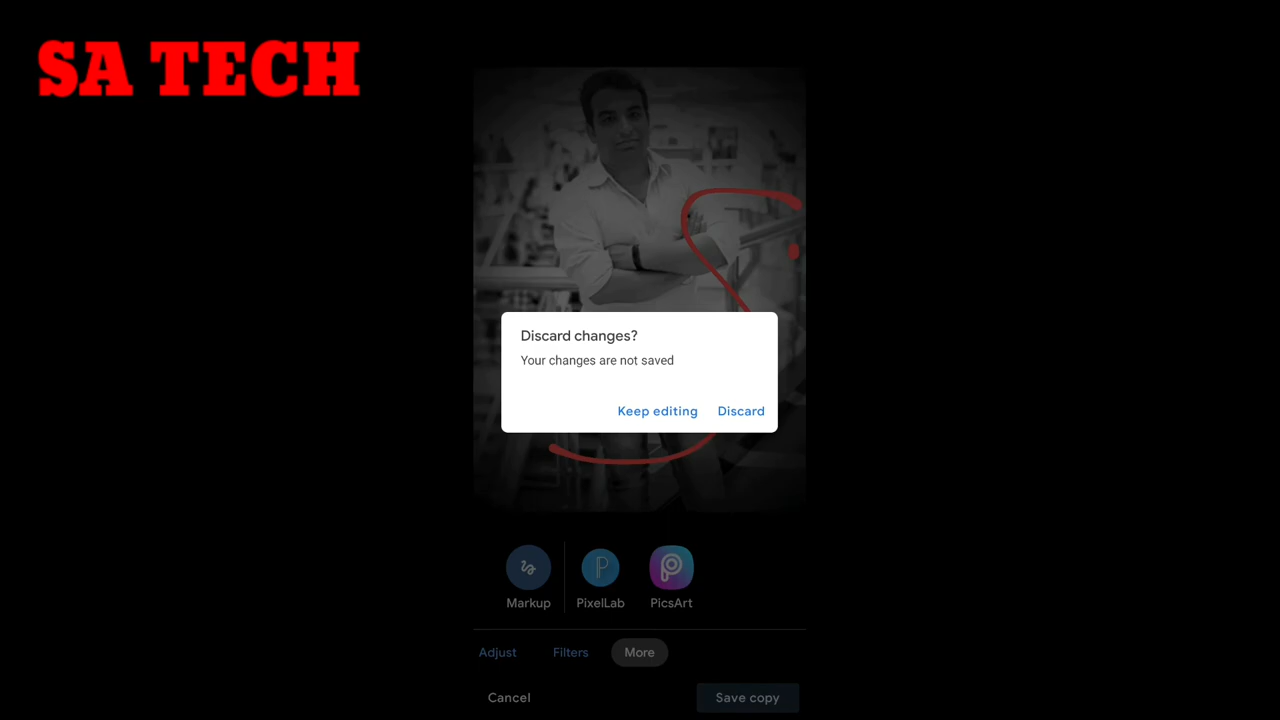 SA TECH
Discard changes?
Your changes are not saved
Keep editing Discard
Markup PixelLab PicsArt
Adjust Filters More
Cancel Save copy